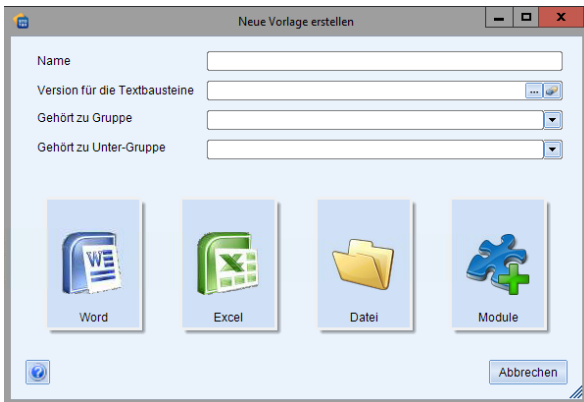 Neue Vorlage erstellen
Name
Version für die Textbausteine
...
Gehört zu Gruppe
Gehört zu Unter-Gruppe
Word
Excel
Datei
Module
Abbrechen